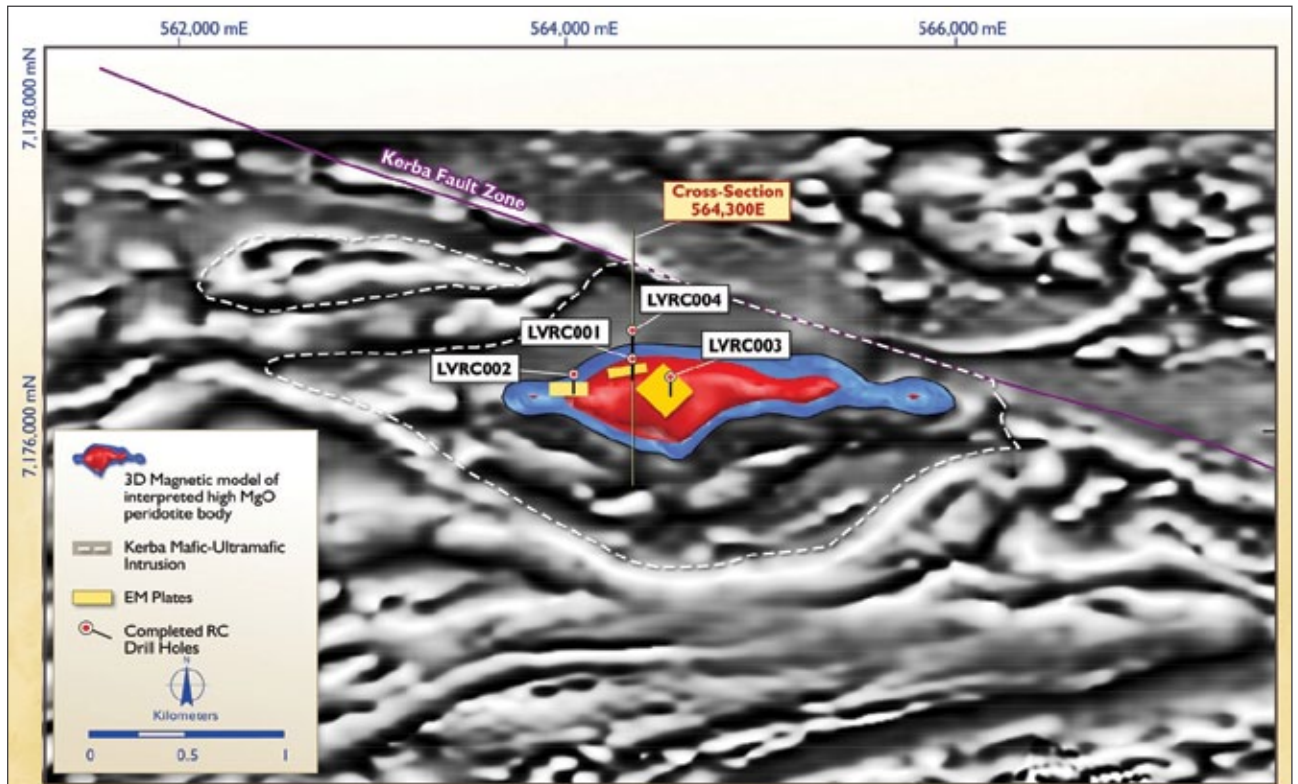 562,000 mE
564,000 mE
566,000 mE
7,178,000 mN
Kerba Fault Zone
Cross-Section
564,300E
LVRC004
LVRC001
LVRC003
LVRC002
7,176,000 mN
3D Magnetic model of
interpreted high MgO
peridotite body
Kerba Mafic-Ultramafic
Intrusion
EM Plates
Completed RC
Drill Holes
N
Kilometers
0
0.5
1